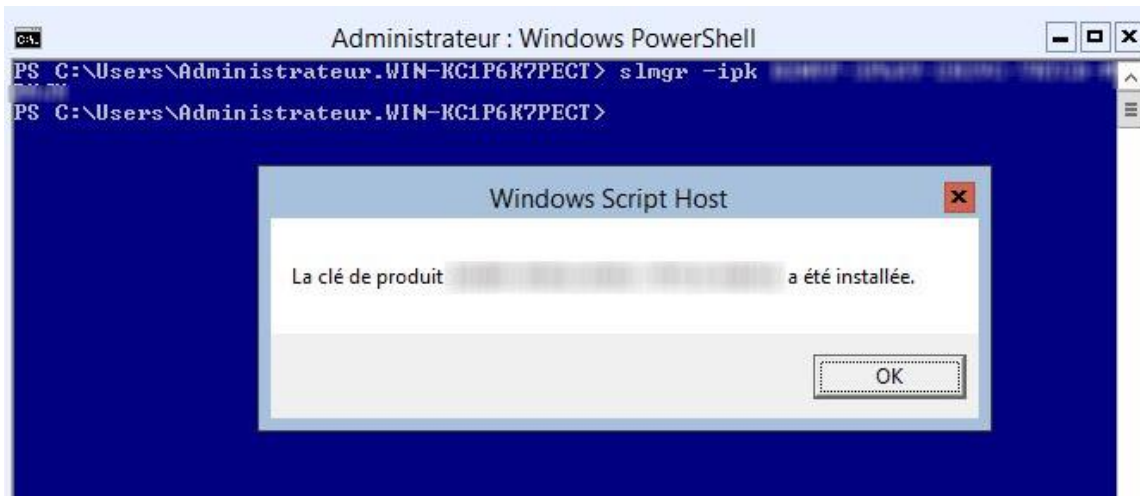 Administrateur : Windows PowerShell
PS C:\Users\Administrateur.WIN-KC1P6K7PECT> slmgr -ipk
PS C:\Users\Administrateur.WIN-KC1P6K7PECT>
Windows Script Host
La clé de produit a été installée.
OK